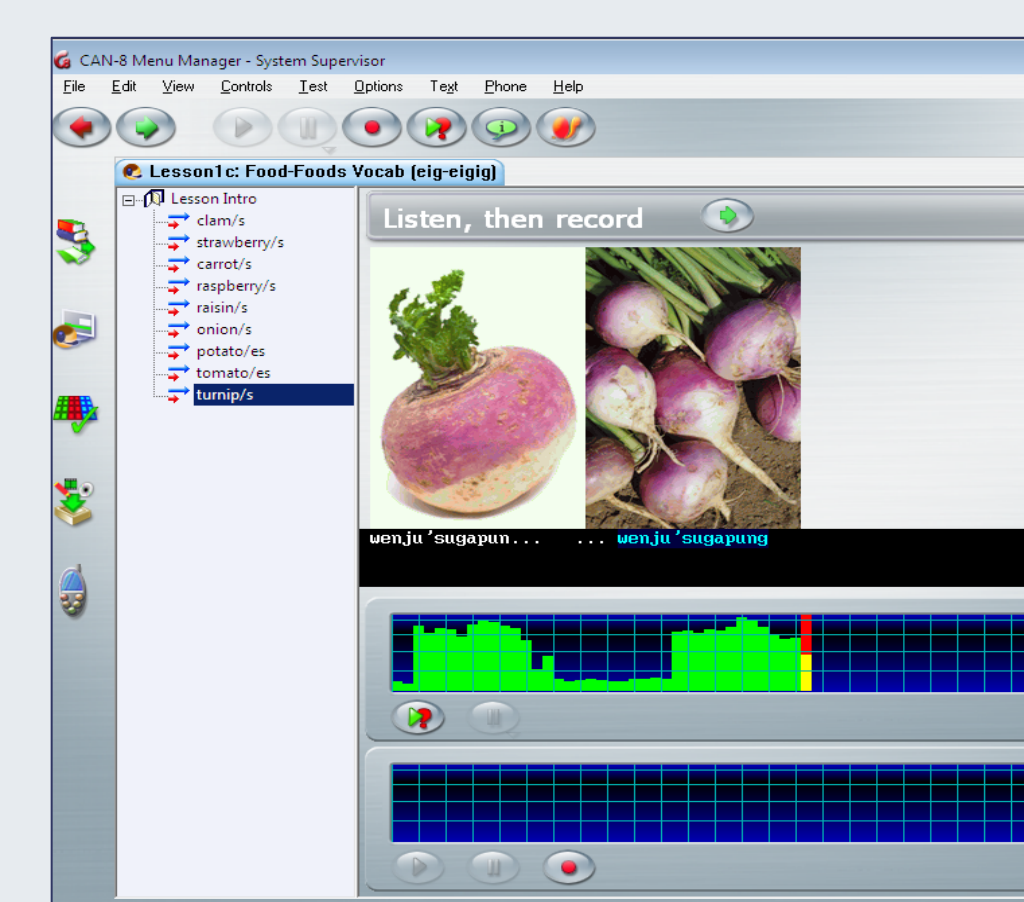 CAN-8 Menu Manager - System Supervisor
File Edit View Controls Test Options Text Phone Help
Lesson1c: Food-Foods Vocab (eig-eigig)
Lesson Intro
clam/s
strawberry/s
carrot/s
raspberry/s
raisin/s
onion/s
potato/es
tomato/es
turnip/s
Listen, then record
wenju'sugapun... ... wenju'sugapung